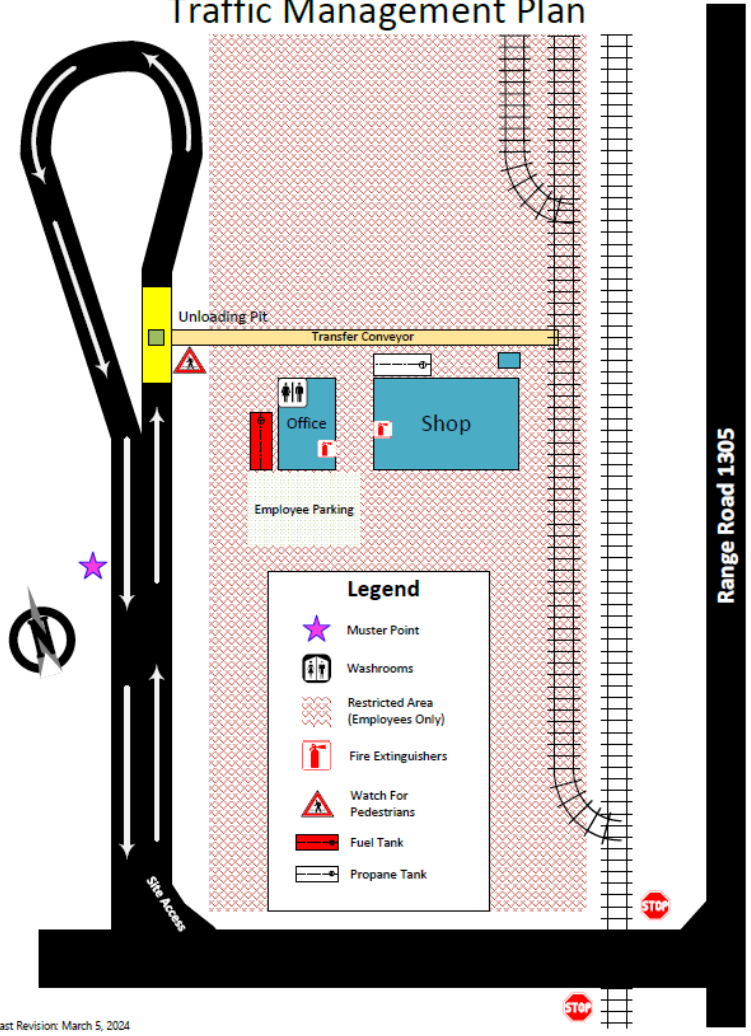 Traffic Management Plan
Unloading Pit
Transfer Conveyor
Office
Shop
Employee Parking
Range Road 1305
N
Legend
Muster Point
Washrooms
Restricted Area
(Employees Only)
Fire Extinguishers
Watch For
Pedestrians
Fuel Tank
Propane Tank
Site Access
STOP
STOP
ast Revision: March 5, 2024